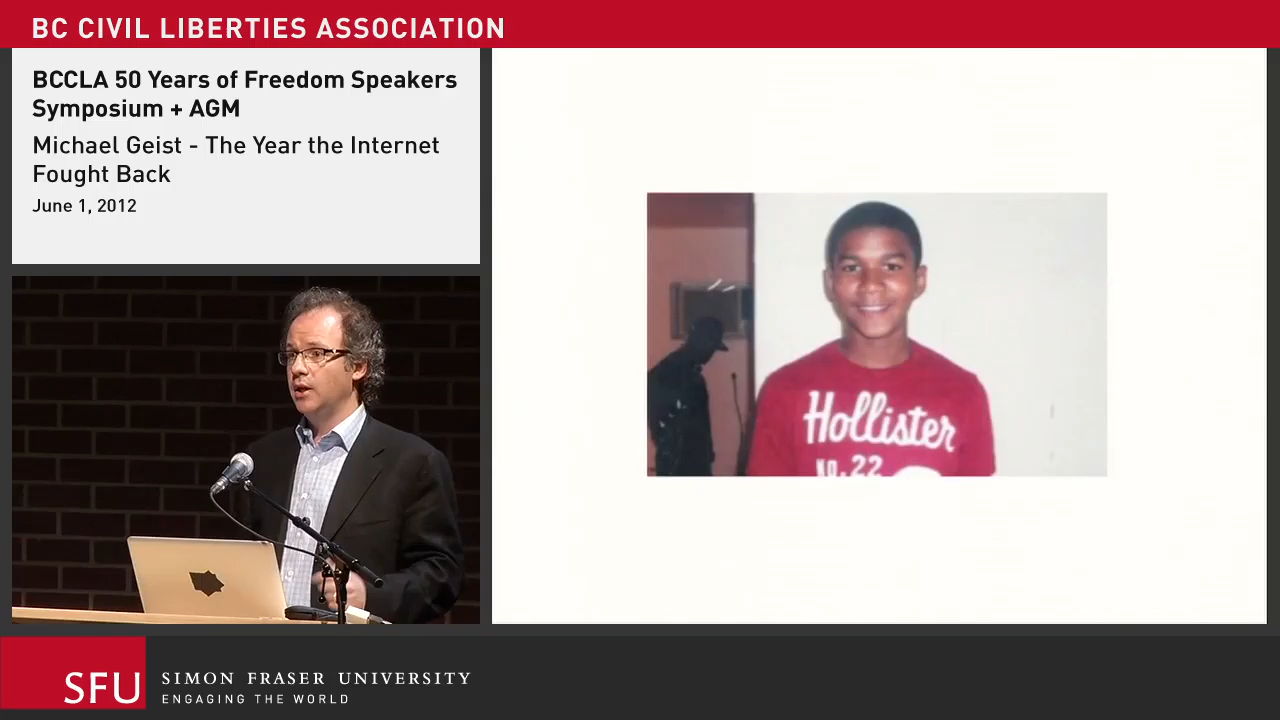 BC CIVIL LIBERTIES ASSOCIATION
BCCLA 50 Years of Freedom Speakers
Symposium + AGM
Michael Geist - The Year the Internet
Fought Back
June 1, 2012
Hollister
NO. 22
SFU
SIMON FRASER UNIVERSITY
ENGAGING THE WORLD